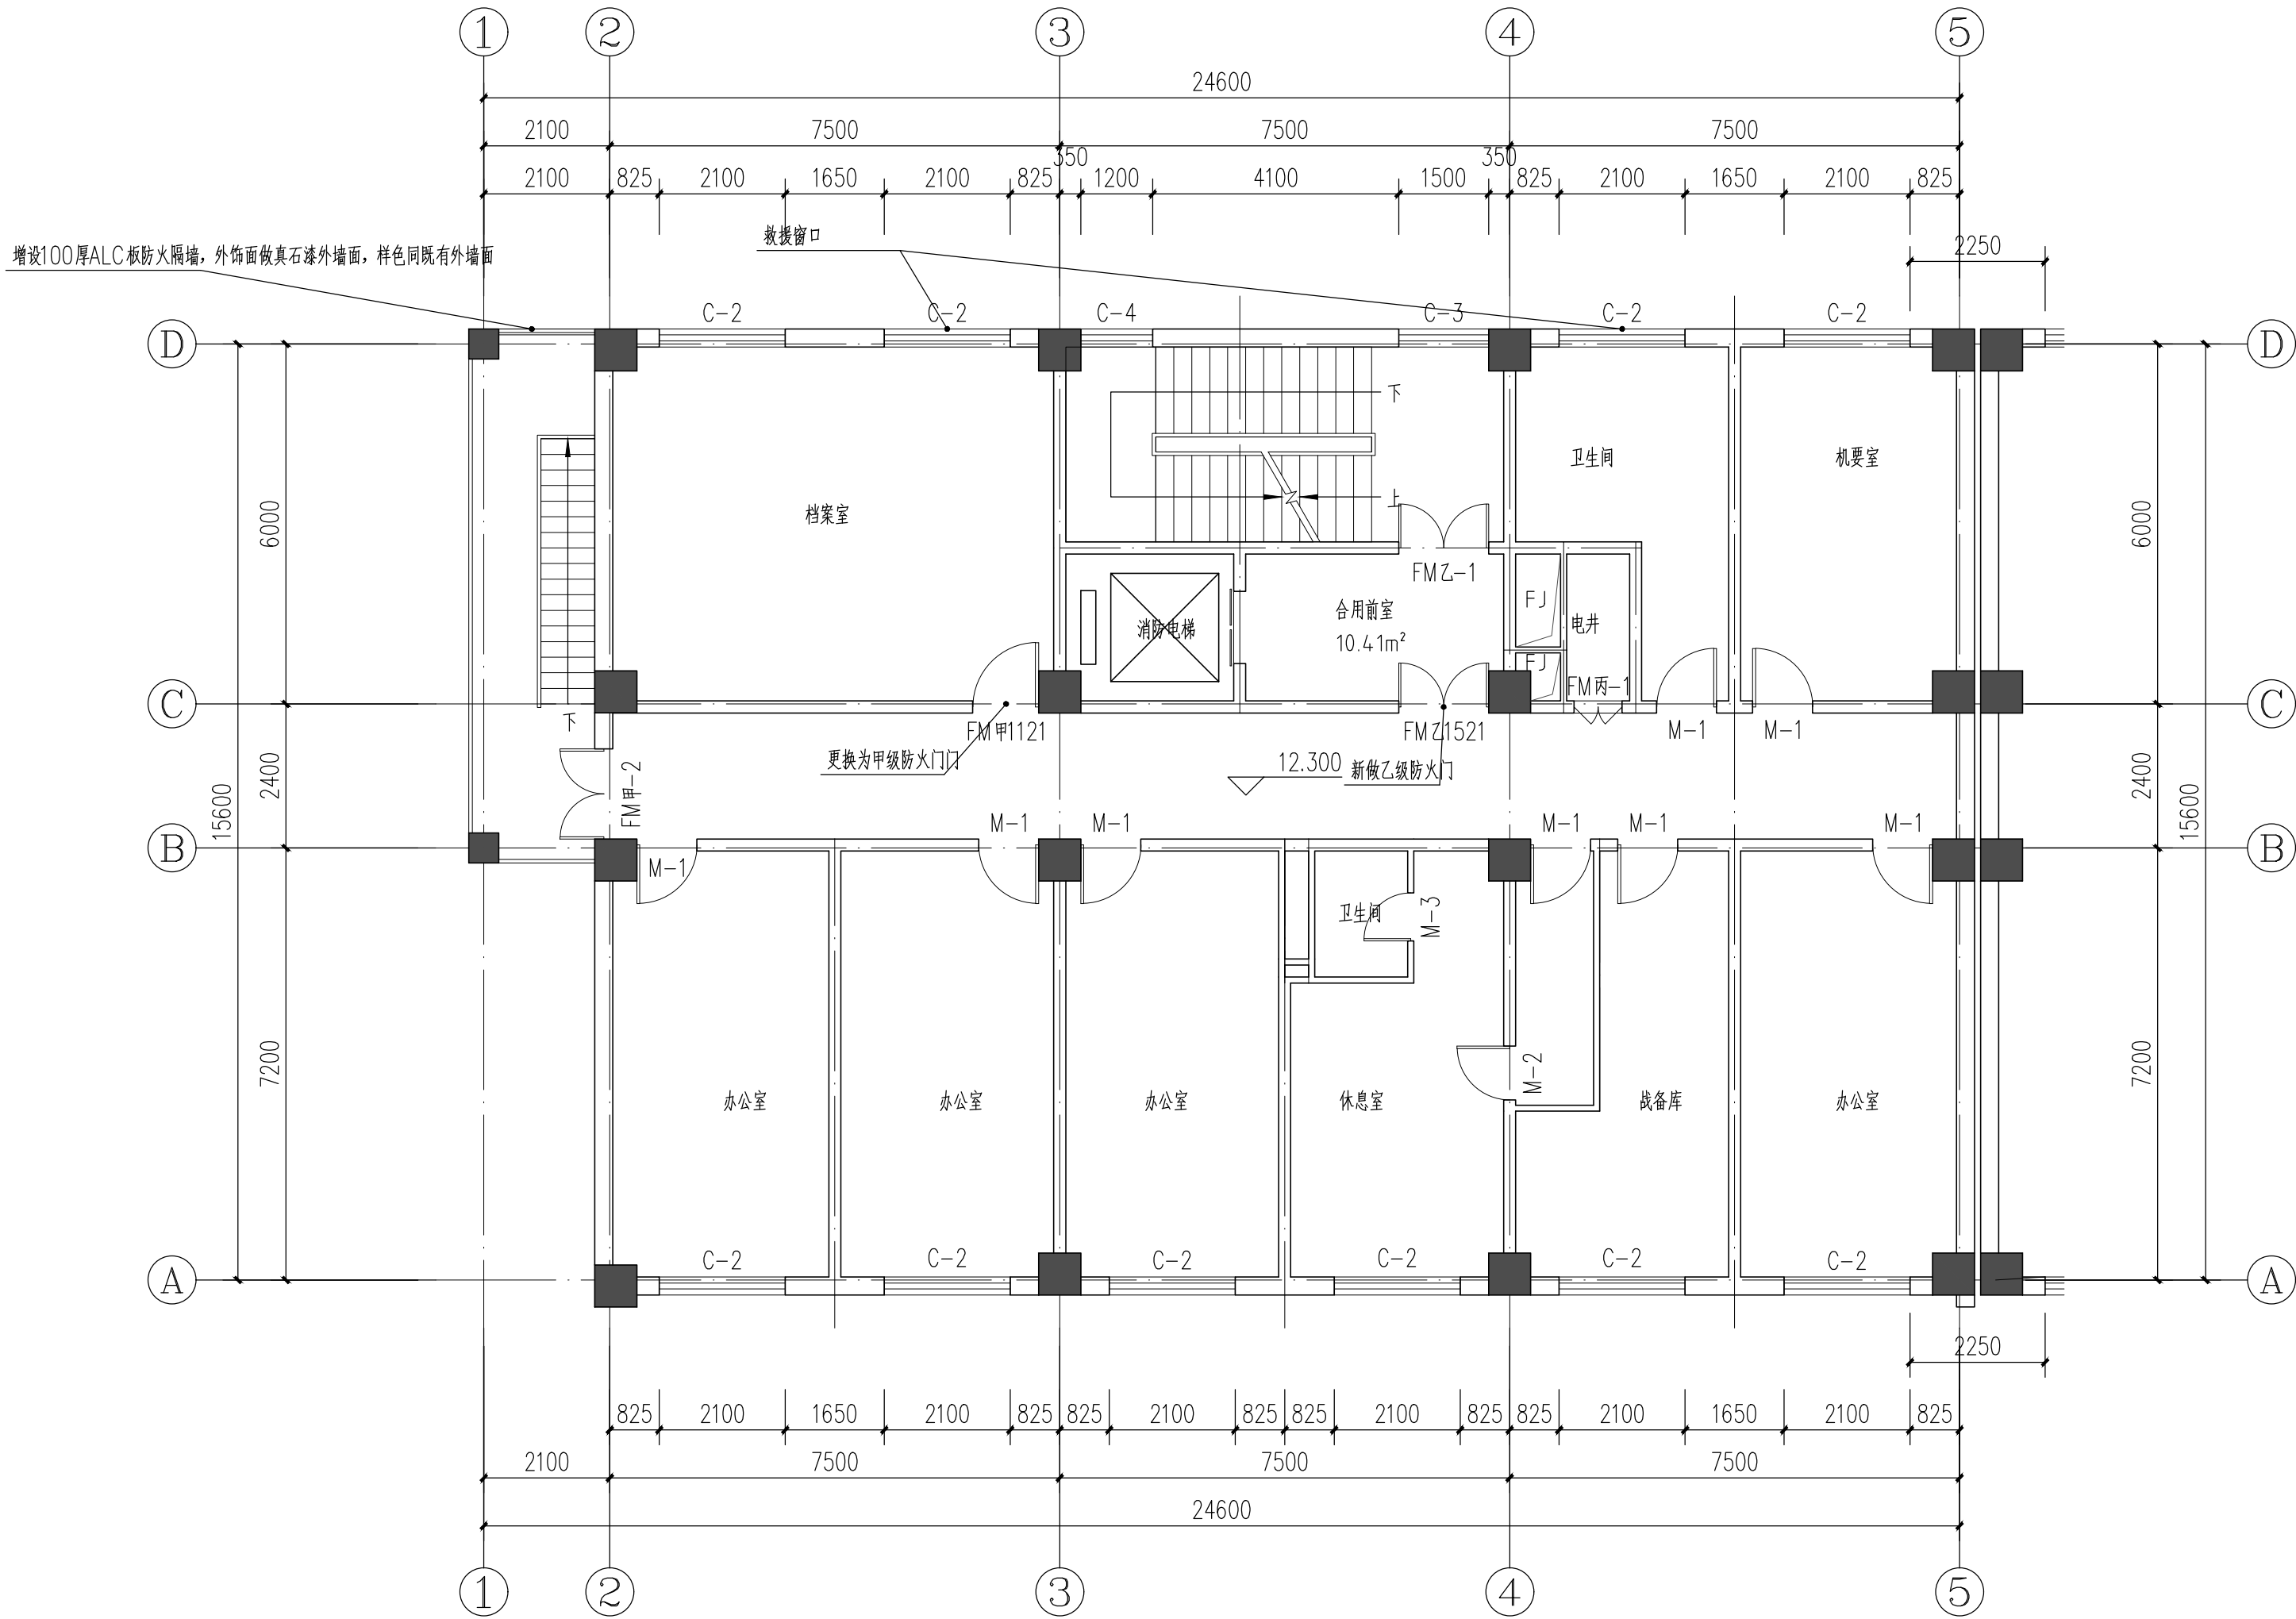 1 2 3 4 5
24600
2100 7500 7500 7500
350 350
2100 825 2100 1650 2100 825 1200 4100 1500 825 2100 1650 2100 825
救援窗口
增设100厚ALC板防火隔墙，外饰面做真石漆外墙面，样色同既有外墙面
2250
C-2 C-2 C-4 C-3 C-2 C-2
D D
下
卫生间 机要室
上
档案室
6000 6000
FM乙-1
FJ
合用前室
电井
消防电梯
10.41m²
FJ
FM丙-1
C C
下
FM甲1121 FM乙1521 M-1 M-1
更换为甲级防火门门
12.300
新做乙级防火门
FM甲-2
2400 2400
15600 15600
M-1 M-1 M-1 M-1 M-1
B B
M-1
卫生间
M-3
7200 7200
M-2
办公室 办公室 办公室 休息室 战备库 办公室
C-2 C-2 C-2 C-2 C-2 C-2
A A
2250
825 2100 1650 2100 825 825 2100 825 825 2100 825 825 2100 1650 2100 825
2100 7500 7500 7500
24600
1 2 3 4 5